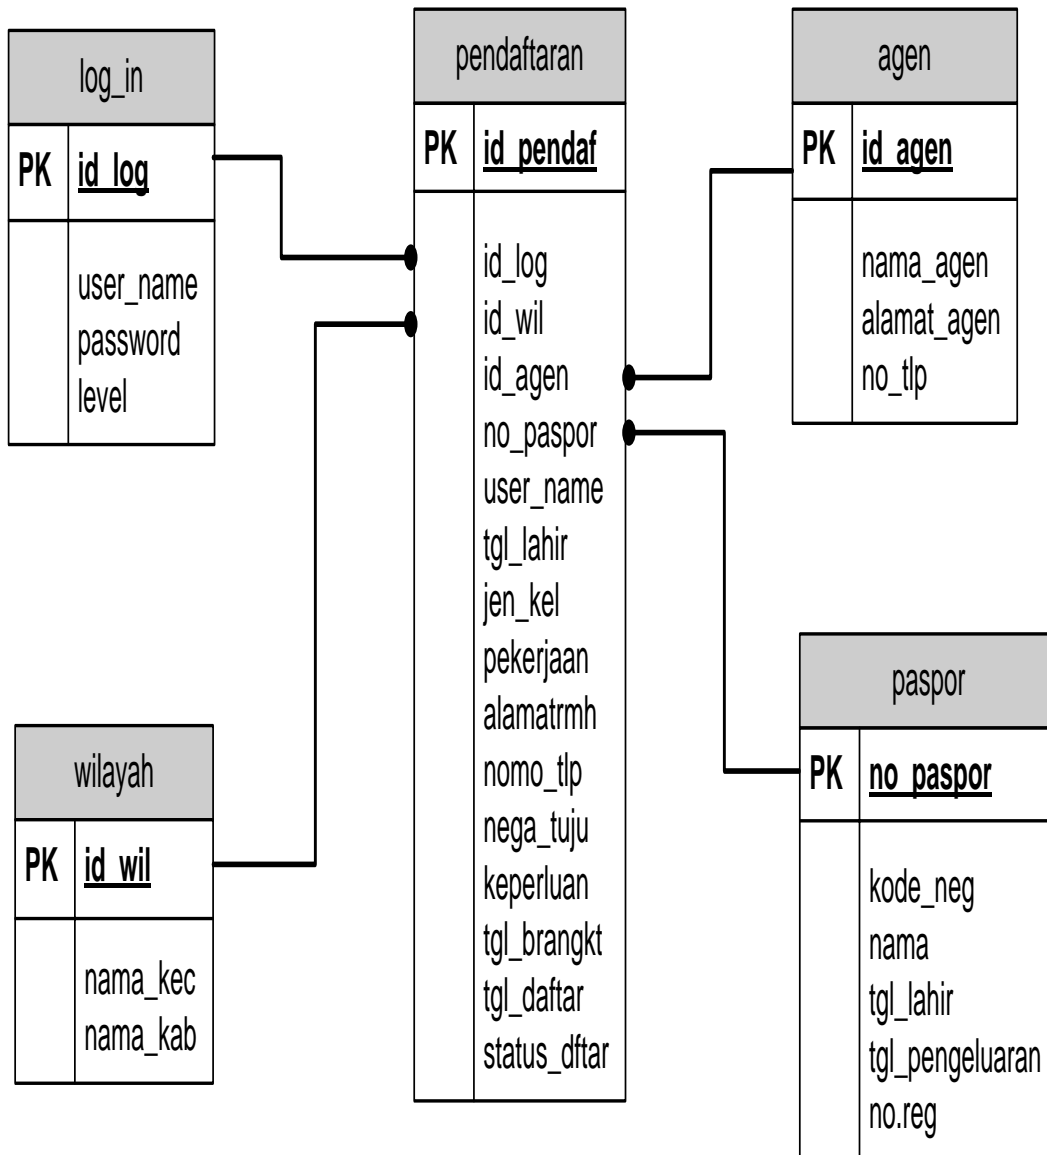 log_in
PK id_log
user_name
password
level
pendaftaran
PK id_pendaf
id_log
id_wil
id_agen
no_paspor
user_name
tgl_lahir
jen_kel
pekerjaan
alamatrmh
nomo_tlp
nega_tuju
keperluan
tgl_brangkt
tgl_daftar
status_dftar
agen
PK id_agen
nama_agen
alamat_agen
no_tlp
wilayah
PK id_wil
nama_kec
nama_kab
paspor
PK no_paspor
kode_neg
nama
tgl_lahir
tgl_pengeluaran
no.reg